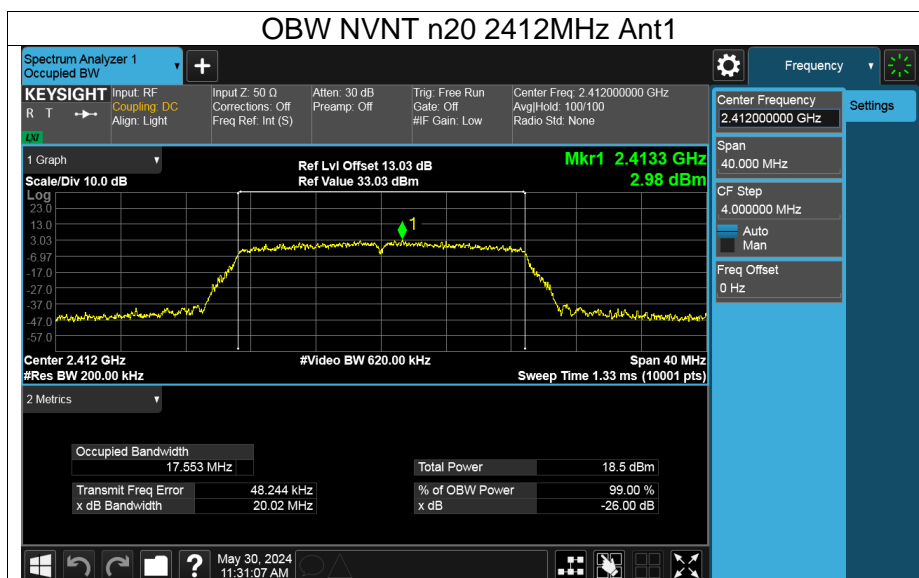 OBW NVNT n20 2412MHz Ant1
Spectrum Analyzer 1
Occupied BW
Frequency
KEYSIGHT
R T
LXI
Input: RF
Coupling: DC
Align: Light
Input Z: 50 Ω
Corrections: Off
Freq Ref: Int (S)
Atten: 30 dB
Preamp: Off
Trig: Free Run
Gate: Off
#IF Gain: Low
Center Freq: 2.412000000 GHz
Avg|Hold: 100/100
Radio Std: None
Center Frequency
2.412000000 GHz
Settings
Span
40.000 MHz
CF Step
4.000000 MHz
Auto
Man
Freq Offset
0 Hz
1 Graph
Scale/Div 10.0 dB
Ref Lvl Offset 13.03 dB
Ref Value 33.03 dBm
Mkr1 2.4133 GHz
2.98 dBm
Log
23.0
13.0
3.03
-6.97
-17.0
-27.0
-37.0
-47.0
-57.0
1
Center 2.412 GHz
#Video BW 620.00 kHz
Span 40 MHz
#Res BW 200.00 kHz
Sweep Time 1.33 ms (10001 pts)
2 Metrics
Occupied Bandwidth
17.553 MHz
Total Power 18.5 dBm
Transmit Freq Error 48.244 kHz
% of OBW Power 99.00 %
x dB Bandwidth 20.02 MHz
x dB -26.00 dB
?
May 30, 2024
11:31:07 AM